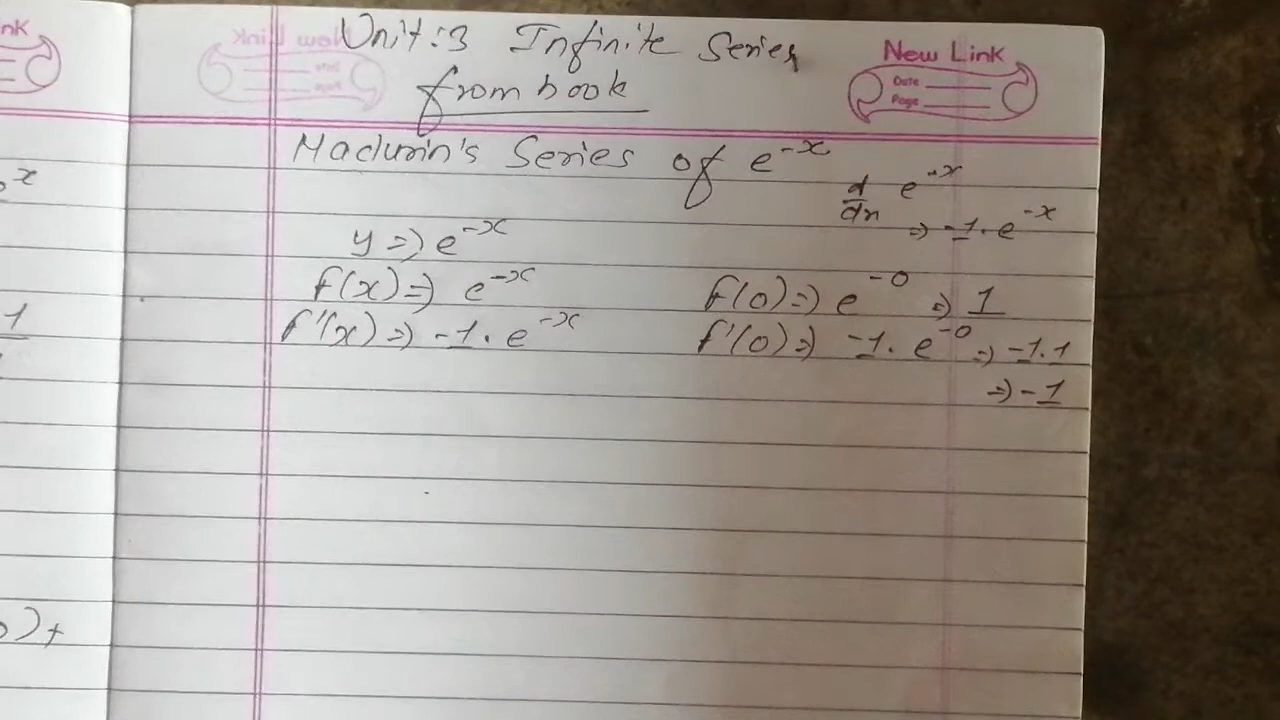 Unit:3 Infinite Series
from book
New Link
Date
Page
Maclurin's Series of e^-x
d/dx e^-x
=> -1. e^-x
y => e^-x
f(x) => e^-x f(0) => e^-0 => 1
f'(x) => -1. e^-x f'(0) => -1. e^-0 => -1.1
=> -1